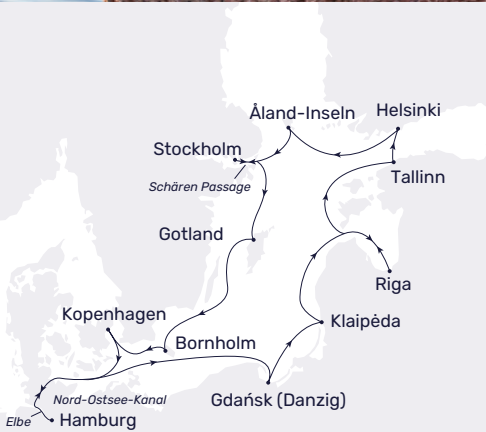 Åland-Inseln
Helsinki
Stockholm
Schären Passage
Tallinn
Gotland
Riga
Kopenhagen
Klaipėda
Bornholm
Nord-Ostsee-Kanal
Gdańsk (Danzig)
Elbe
Hamburg